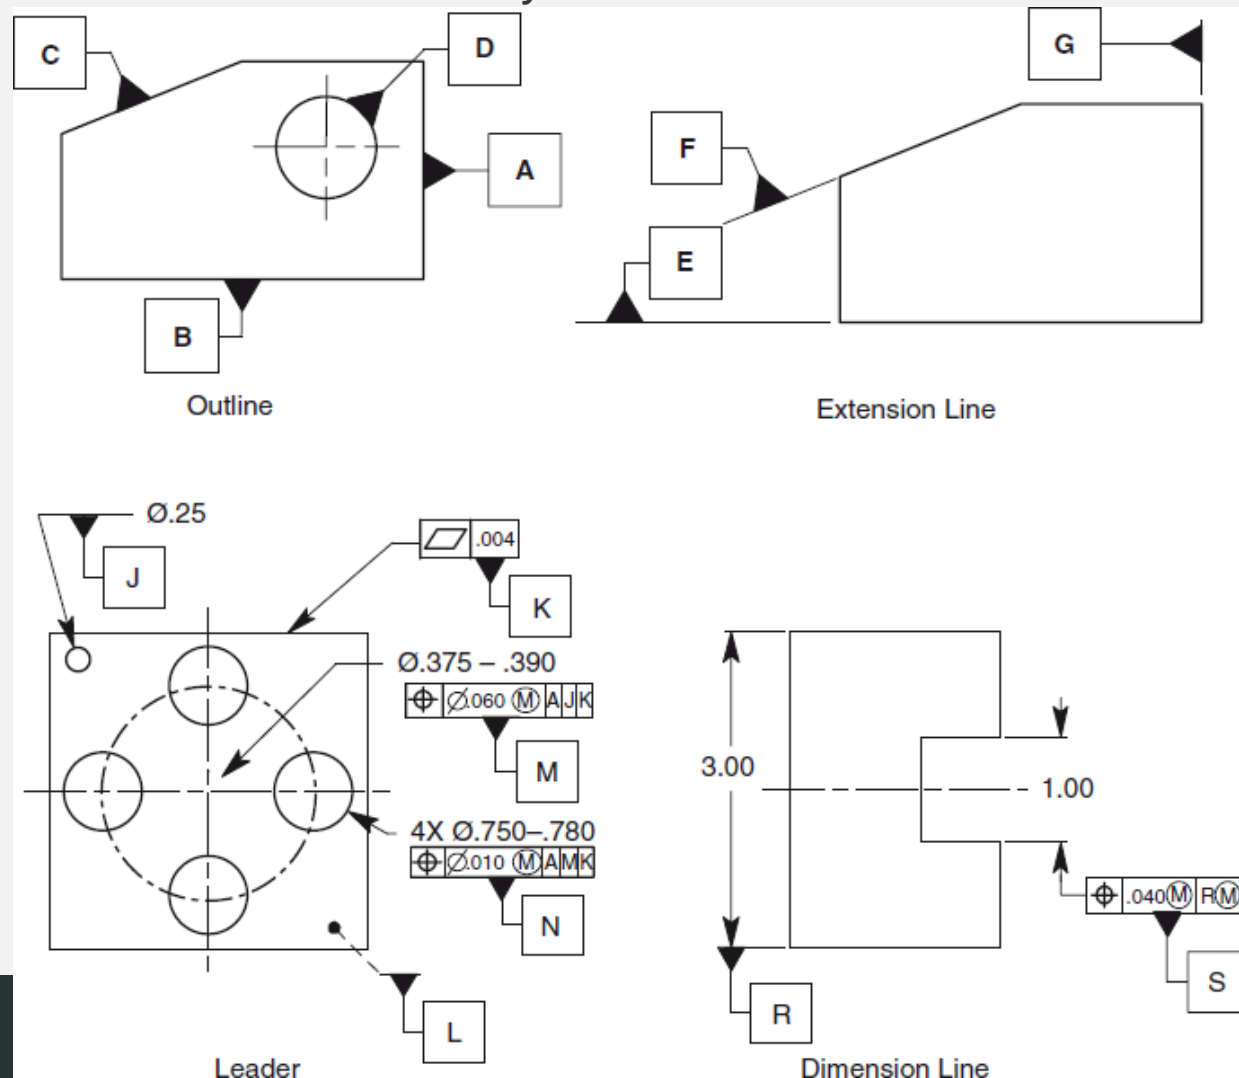 C
D
G
A
F
E
B
Outline
Extension Line
Ø.25
.004
J
K
Ø.375 – .390
Ø.060 Ⓜ A J K
M
3.00
1.00
4X Ø.750–.780
Ø.010 Ⓜ A M K
.040 Ⓜ R Ⓜ
N
S
R
L
Leader
Dimension Line